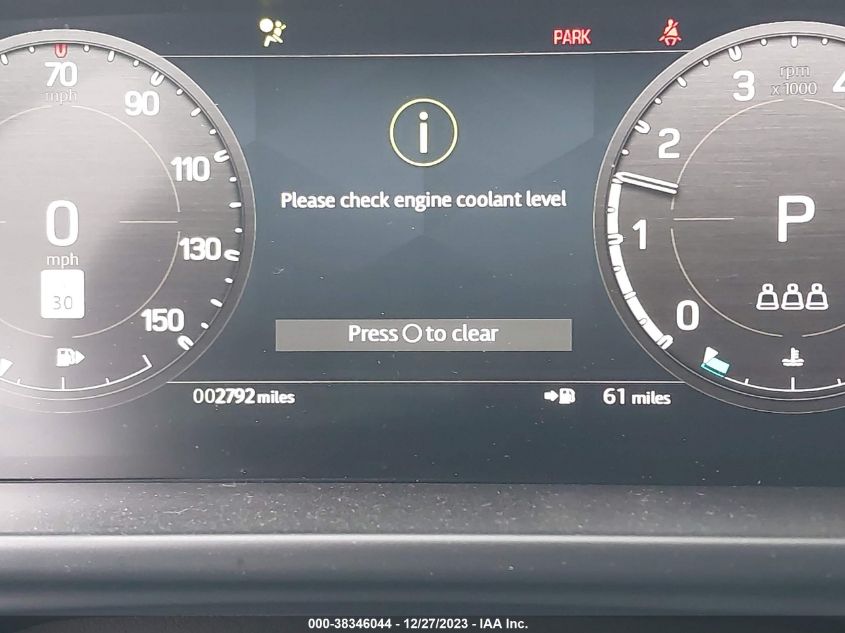 PARK
70
mph
90
110
130
150
0
mph
30
Please check engine coolant level
Press to clear
002792 miles
61 miles
rpm
x1000
0
1
2
3
4
P
000-38346044 - 12/27/2023 - IAA Inc.